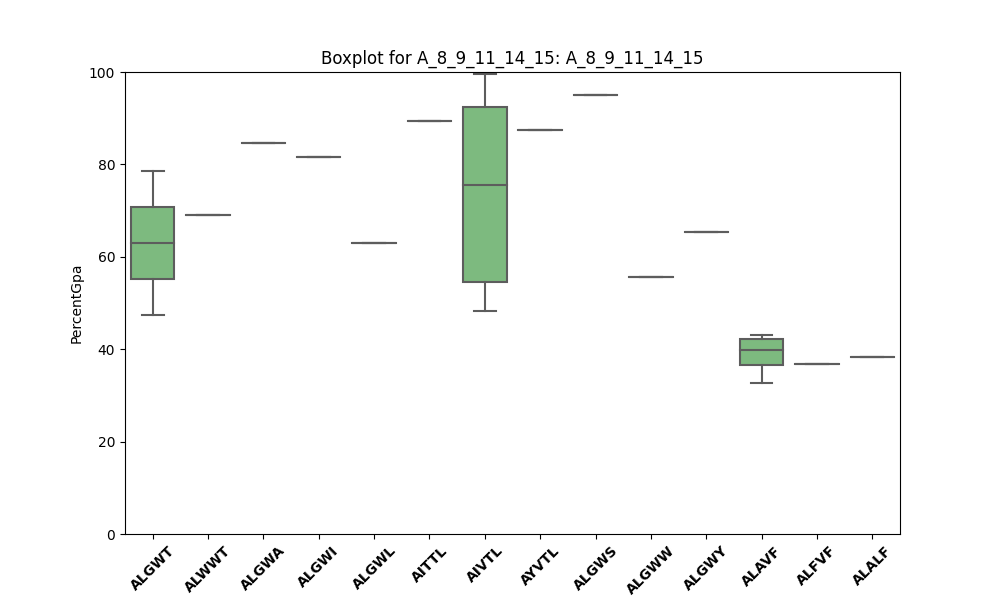 Boxplot for A_8_9_11_14_15: A_8_9_11_14_15
PercentGpa
100
80
60
40
20
0
ALGWT
ALWWT
ALGWA
ALGWI
ALGWL
AITTL
AIVTL
AYVTL
ALGWS
ALGWW
ALGWY
ALAVF
ALFVF
ALALF